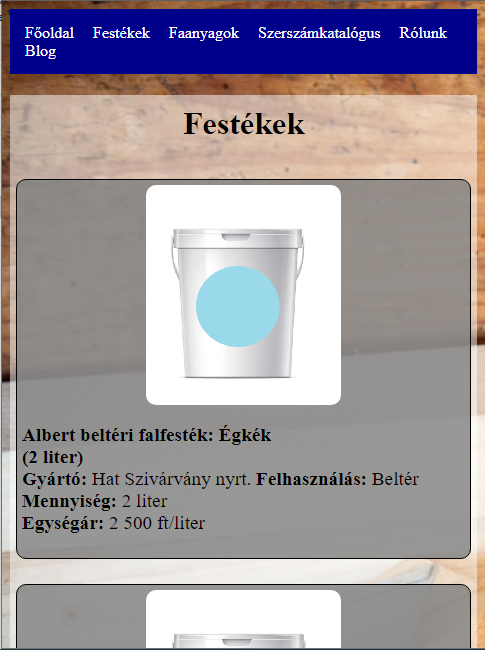 Főoldal Festékek Faanyagok Szerszámkatalógus Rólunk
Blog
Festékek
Albert beltéri falfesték: Égkék
(2 liter)
Gyártó: Hat Szivárvány nyrt. Felhasználás: Beltér
Mennyiség: 2 liter
Egységár: 2 500 ft/liter